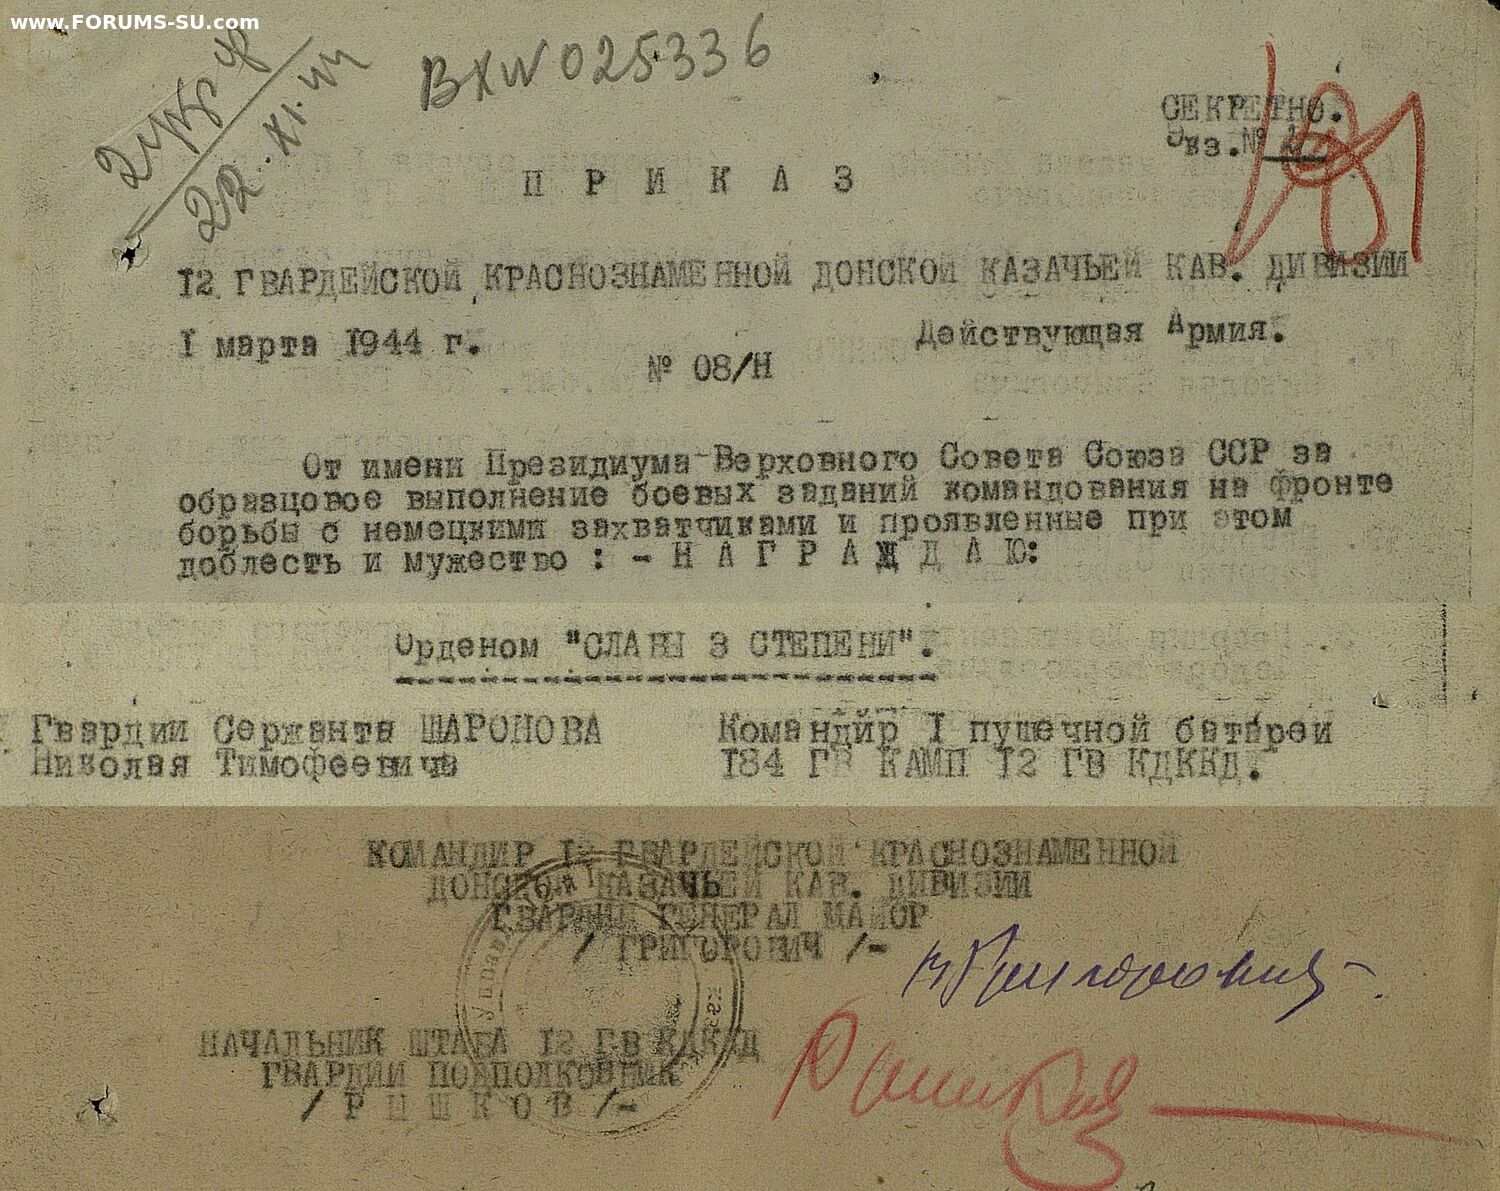 www.FORUMS-SU.com
22.XI.44
ВХ№025336
СЕКРЕТНО.
Экз.№
П Р И К А З
12 ГВАРДЕЙСКОЙ КРАСНОЗНАМЕННОЙ ДОНСКОЙ КАЗАЧЬЕЙ КАВ. ДИВИЗИИ
I марта 1944 г.
Действующая Армия.
№ 08/Н
От имени Президиума Верховного Совета Союза ССР за
образцовое выполнение боевых заданий командования на фронте
борьбы с немецкими захватчиками и проявленные при этом
доблесть и мужество : - Н А Г Р А Ж Д А Ю:
Орденом "СЛАВЫ 3 СТЕПЕНИ".
Гвардии Сержанта ШАРОНОВА
Николая Тимофеевича
Командир I пушечной батареи
184 ГВ КАМП 12 ГВ КДККД.
КОМАНДИР 12 ГВАРДЕЙСКОЙ КРАСНОЗНАМЕННОЙ
ДОНСКОЙ КАЗАЧЬЕЙ КАВ. ДИВИЗИИ
ГВАРДИИ ГЕНЕРАЛ МАЙОР
/ ГРИГОРОВИЧ /-
НАЧАЛЬНИК ШТАБА 12 ГВ КДККД
ГВАРДИИ ПОДПОЛКОВНИК
/ Р Ш Ш К О В /-